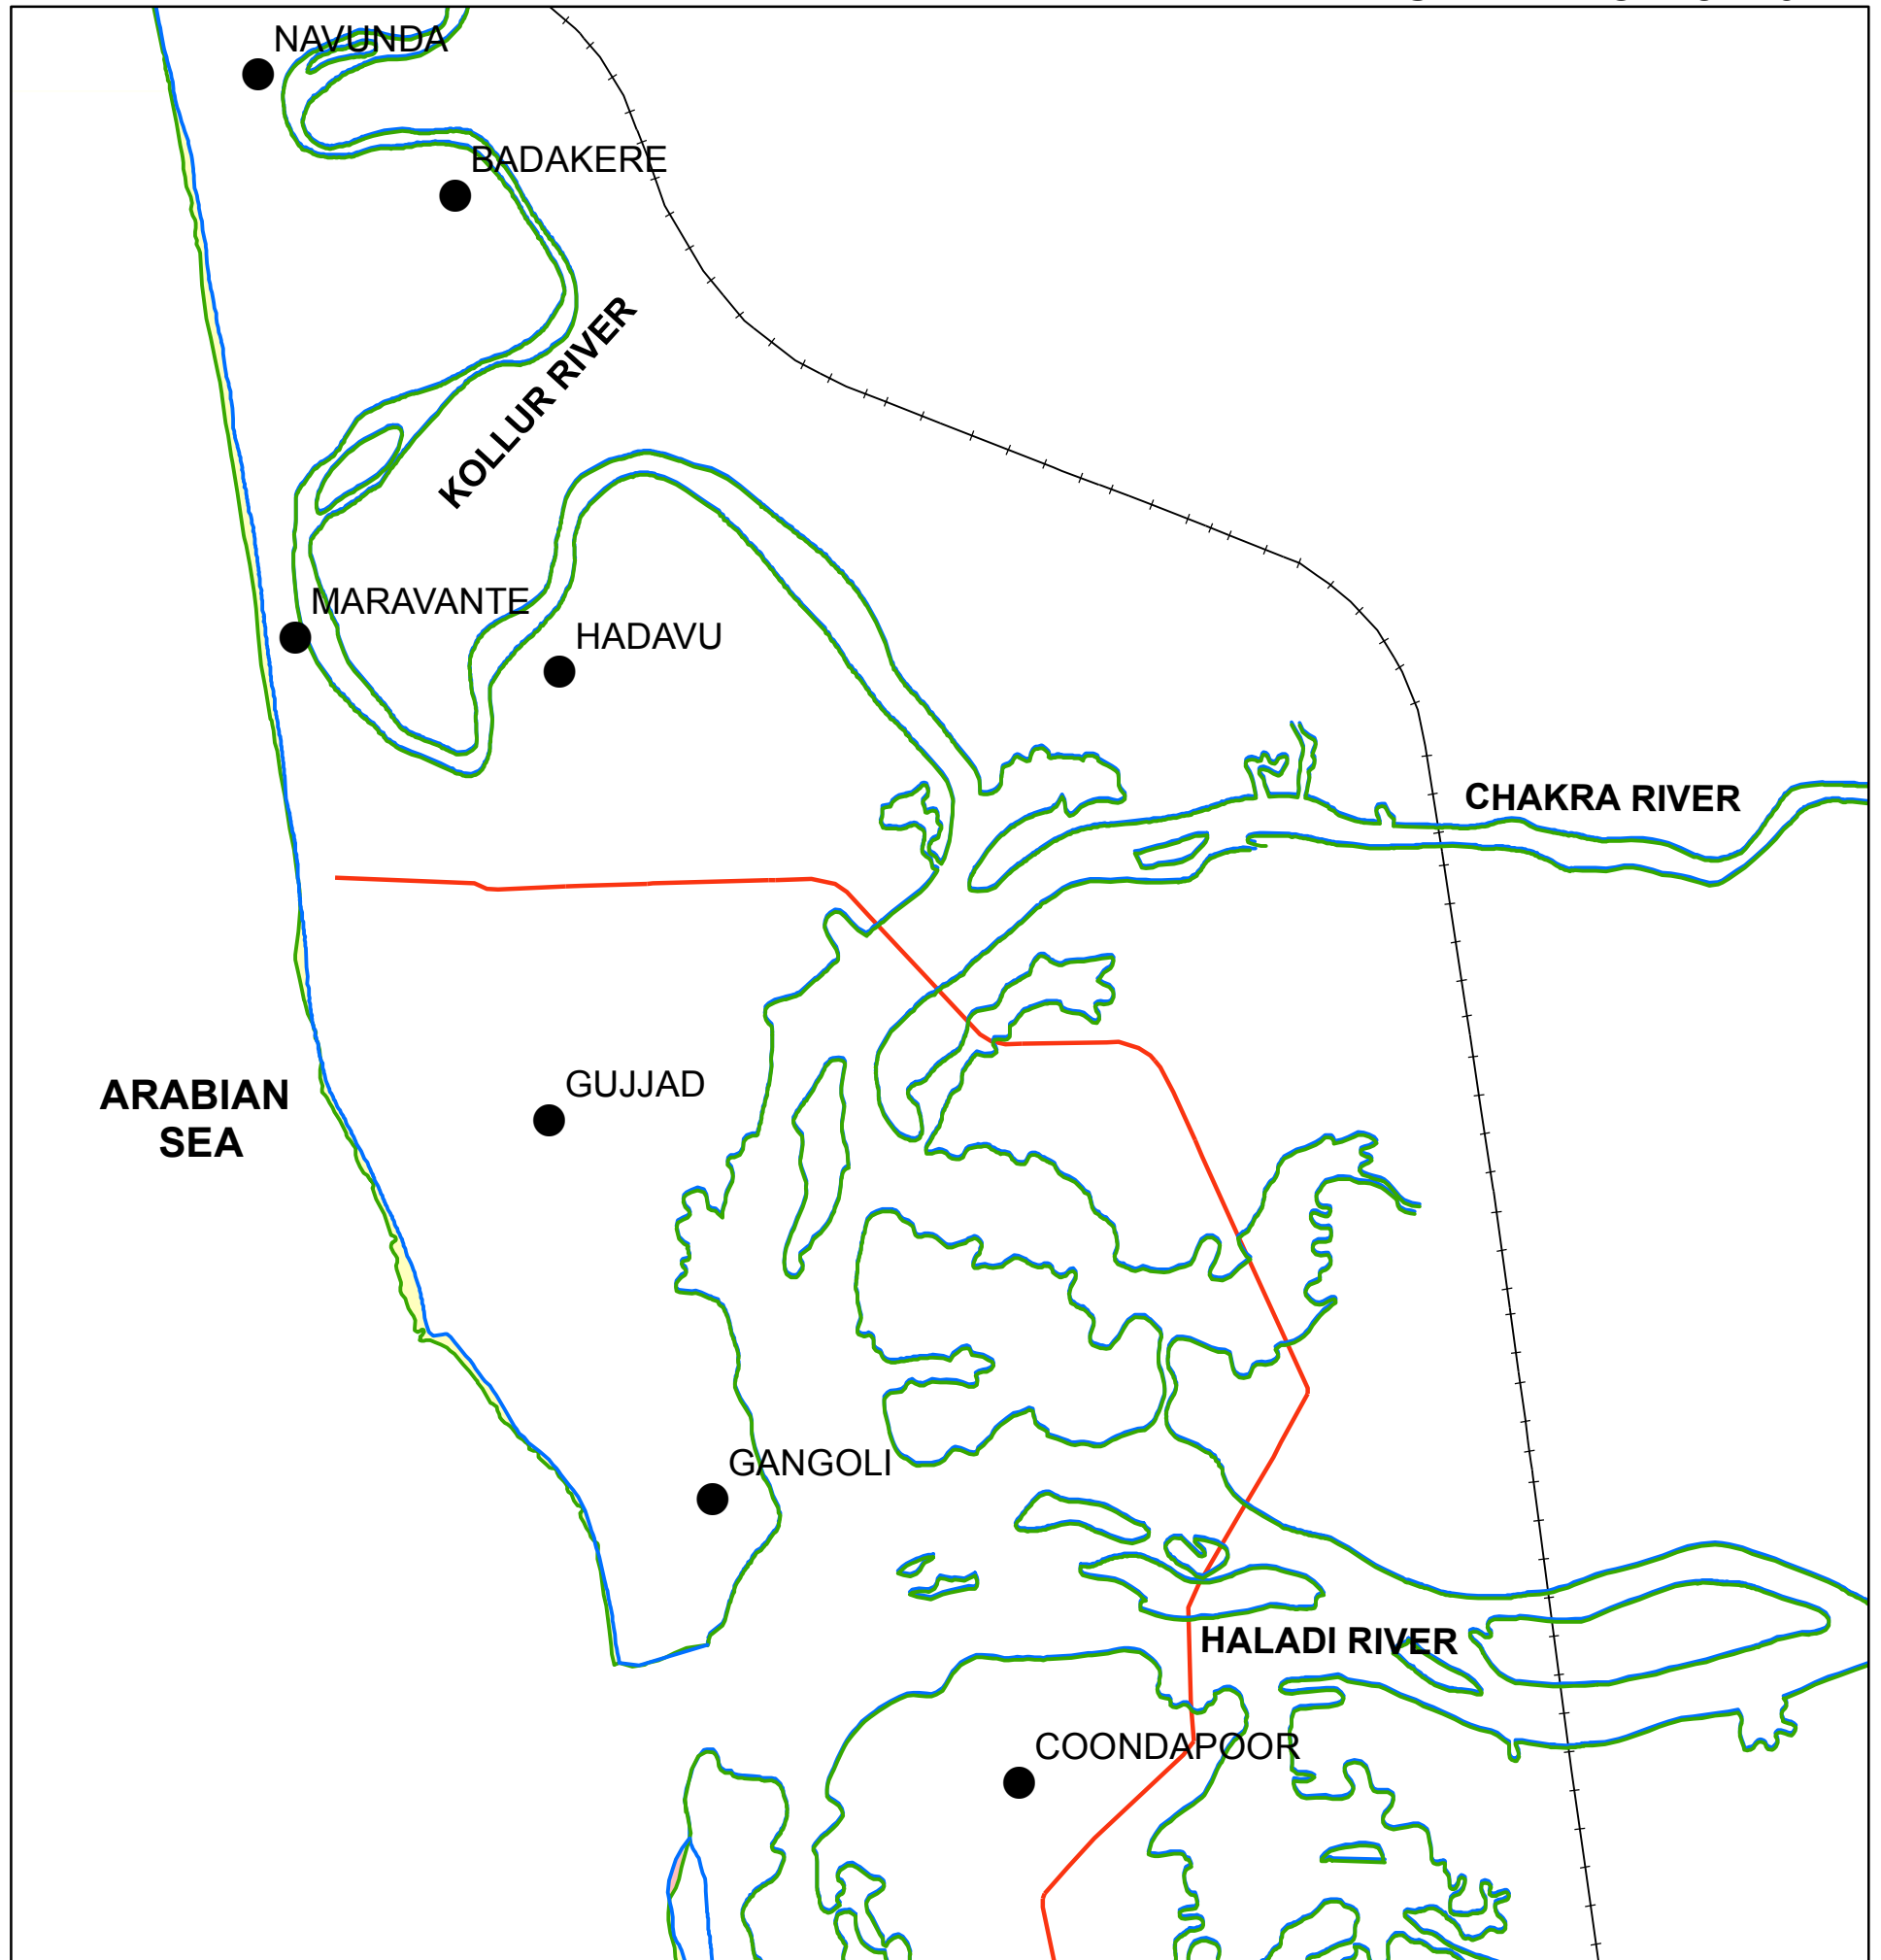 NAVUNDA
BADAKERE
KOLLUR RIVER
MARAVANTE
HADAVU
CHAKRA RIVER
ARABIAN
SEA
GUJJAD
GANGOLI
HALADI RIVER
COONDAPOOR